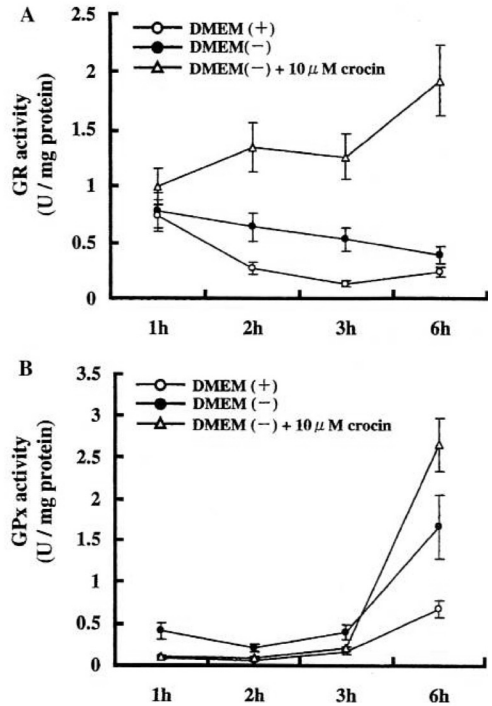 A
DMEM (+)
DMEM(−)
DMEM(−) + 10 μM crocin
GR activity
(U / mg protein)
2.5
2
1.5
1
0.5
0
1h 2h 3h 6h
B
DMEM (+)
DMEM (−)
DMEM (−) + 10 μM crocin
GPx activity
(U / mg protein)
3.5
3
2.5
2
1.5
1
0.5
0
1h 2h 3h 6h